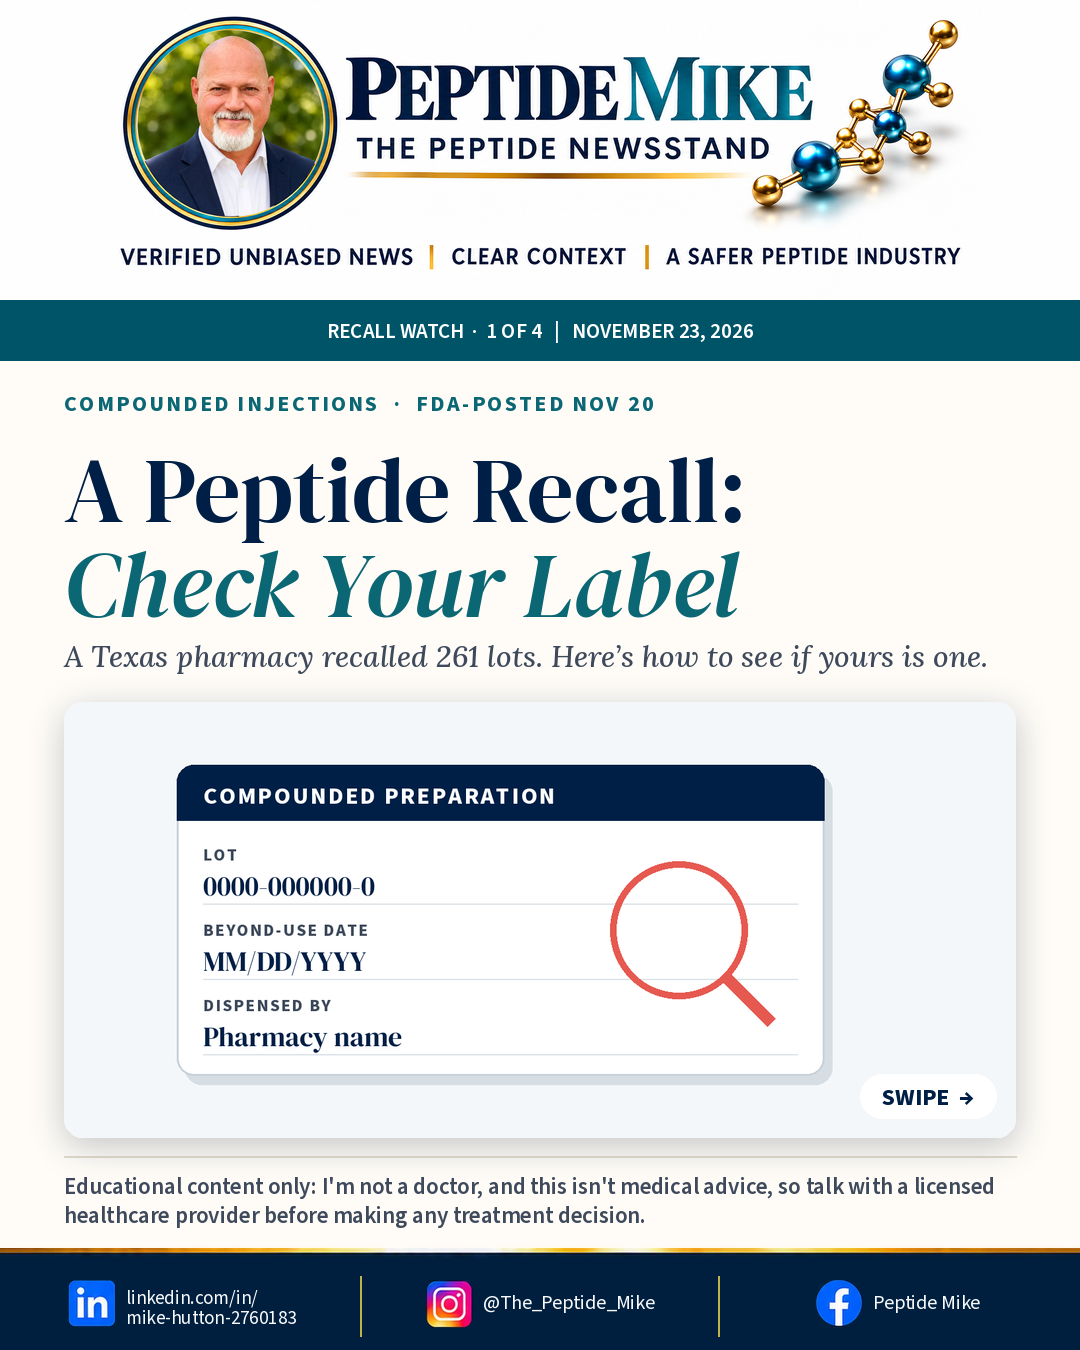 PEPTIDEMIKE
THE PEPTIDE NEWSSTAND
VERIFIED UNBIASED NEWS | CLEAR CONTEXT | A SAFER PEPTIDE INDUSTRY
RECALL WATCH · 1 OF 4 | NOVEMBER 23, 2026
COMPOUNDED INJECTIONS · FDA-POSTED NOV 20
A Peptide Recall:
Check Your Label
A Texas pharmacy recalled 261 lots. Here’s how to see if yours is one.
COMPOUNDED PREPARATION
LOT
0000-000000-0
BEYOND-USE DATE
MM/DD/YYYY
DISPENSED BY
Pharmacy name
SWIPE →
Educational content only: I'm not a doctor, and this isn't medical advice, so talk with a licensed
healthcare provider before making any treatment decision.
linkedin.com/in/
mike-hutton-2760183
@The_Peptide_Mike
Peptide Mike